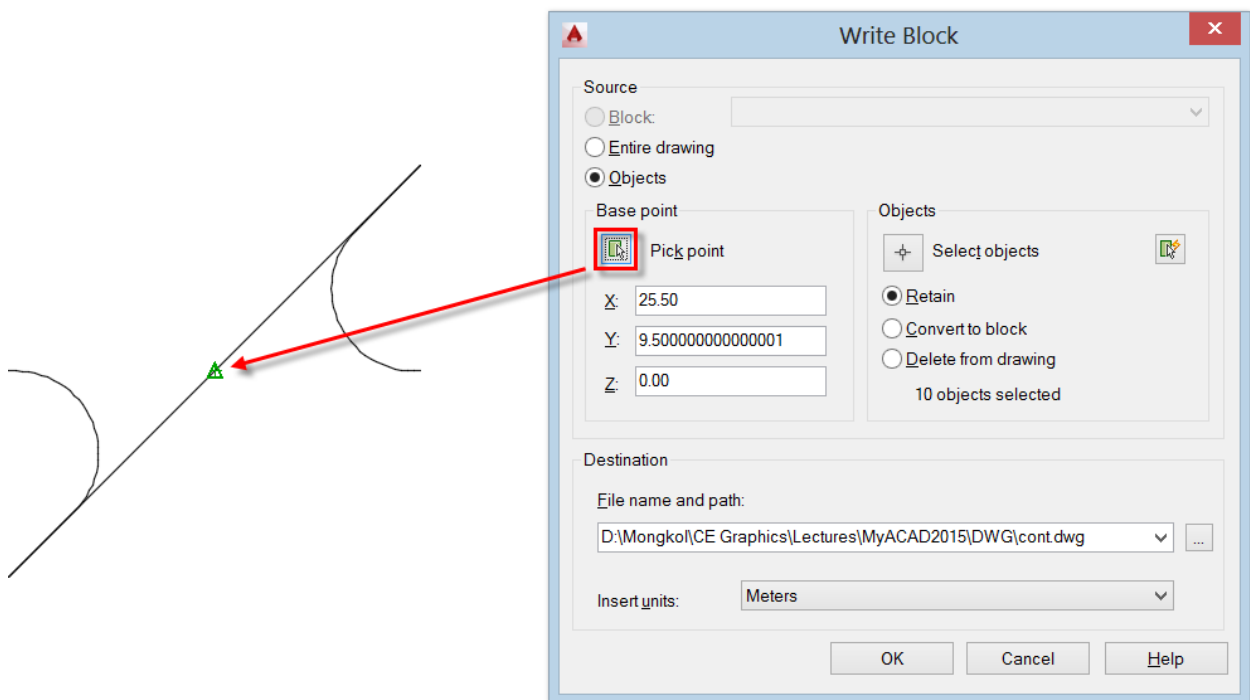 Write Block
Source
Block:
Entire drawing
Objects
Base point
Pick point
X: 25.50
Y: 9.500000000000001
Z: 0.00
Objects
Select objects
Retain
Convert to block
Delete from drawing
10 objects selected
Destination
File name and path:
D:\Mongkol\CE Graphics\Lectures\MyACAD2015\DWG\cont.dwg
...
Insert units: Meters
OK Cancel Help